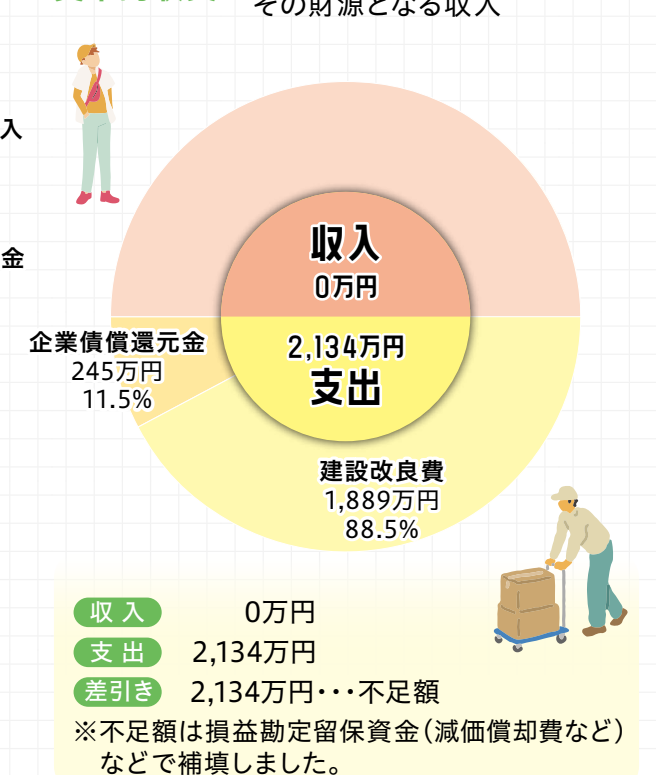 その財源となる収入
入
金
収入
0万円
2,134万円
支出
企業債償還元金
245万円
11.5%
建設改良費
1,889万円
88.5%
収入 0万円
支出 2,134万円
差引き 2,134万円･･･不足額
※不足額は損益勘定留保資金(減価償却費など)
などで補填しました。